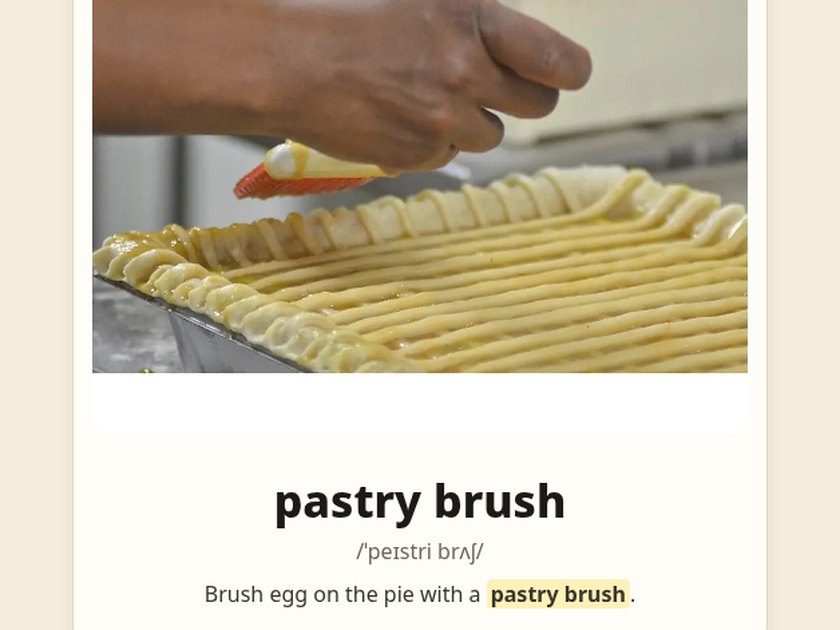 pastry brush
/ˈpeɪstri brʌʃ/
Brush egg on the pie with a pastry brush.